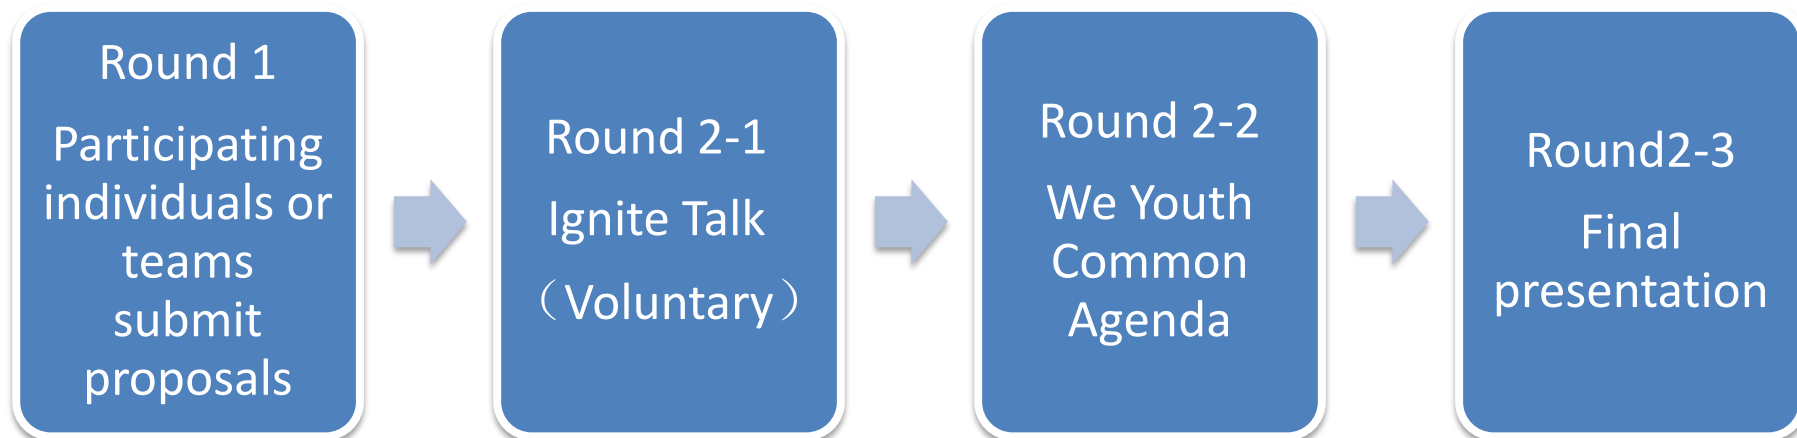 Round 1
Participating
individuals or
teams
submit
proposals
Round 2-1
Ignite Talk
（Voluntary）
Round 2-2
We Youth
Common
Agenda
Round2-3
Final
presentation